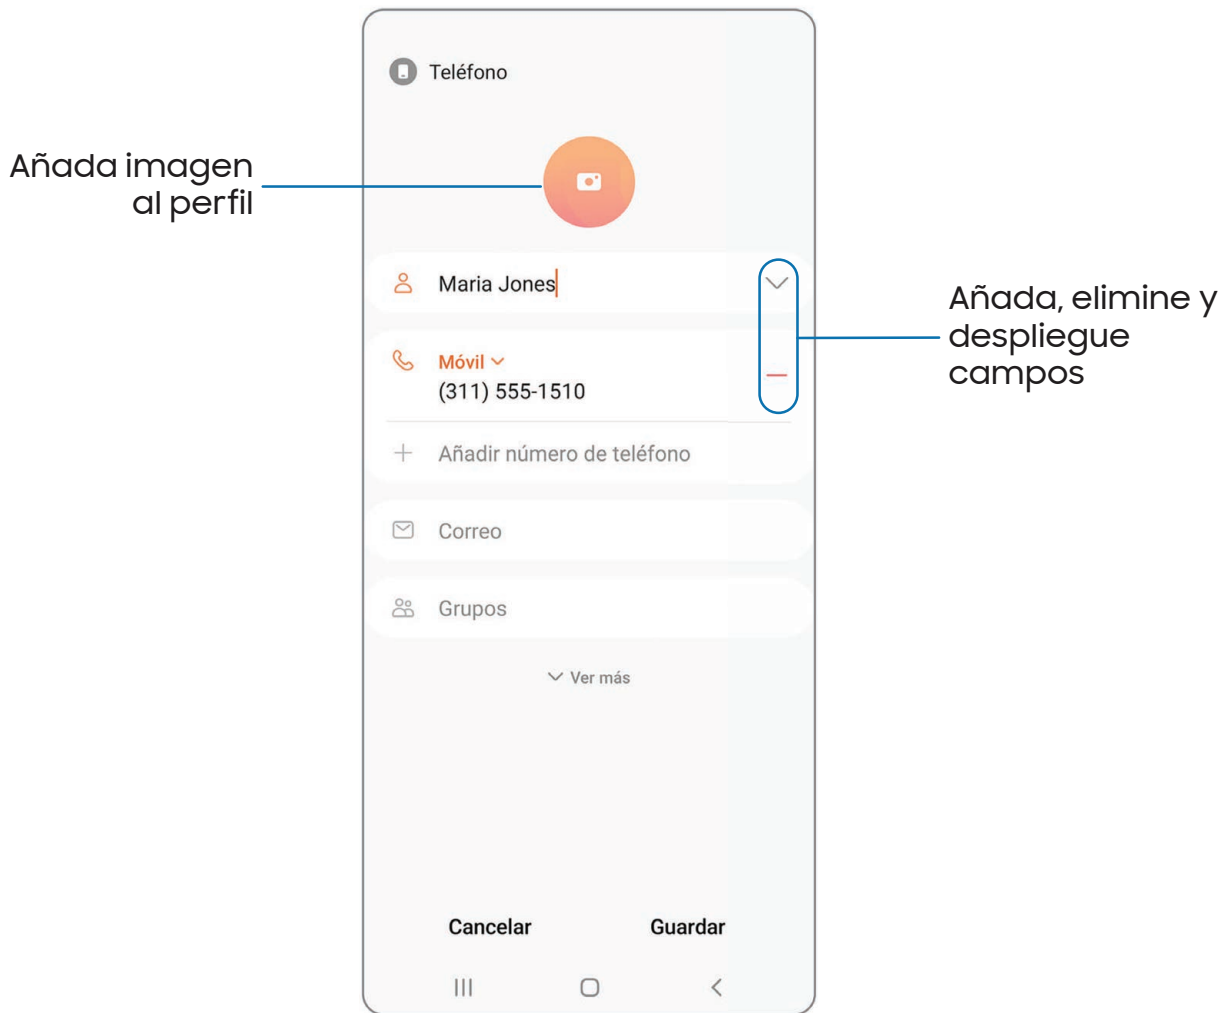 Teléfono
Añada imagen
al perfil
Maria Jones
Añada, elimine y
despliegue
campos
Móvil
(311) 555-1510
Añadir número de teléfono
Correo
Grupos
Ver más
Cancelar
Guardar